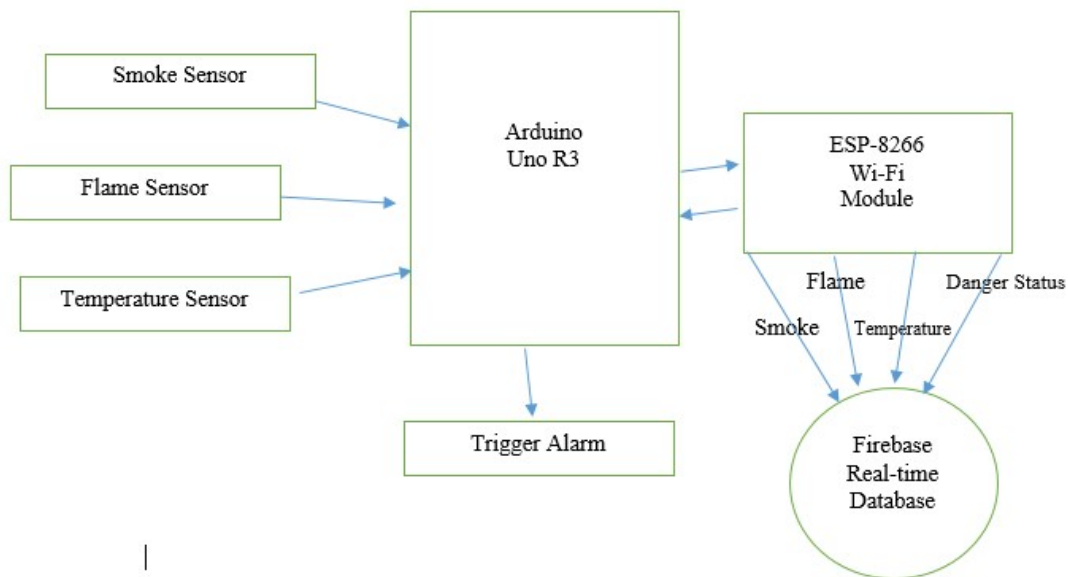 Smoke Sensor
Flame Sensor
Temperature Sensor
Arduino
Uno R3
Trigger Alarm
ESP-8266
Wi-Fi
Module
Flame
Danger Status
Smoke
Temperature
Firebase
Real-time
Database